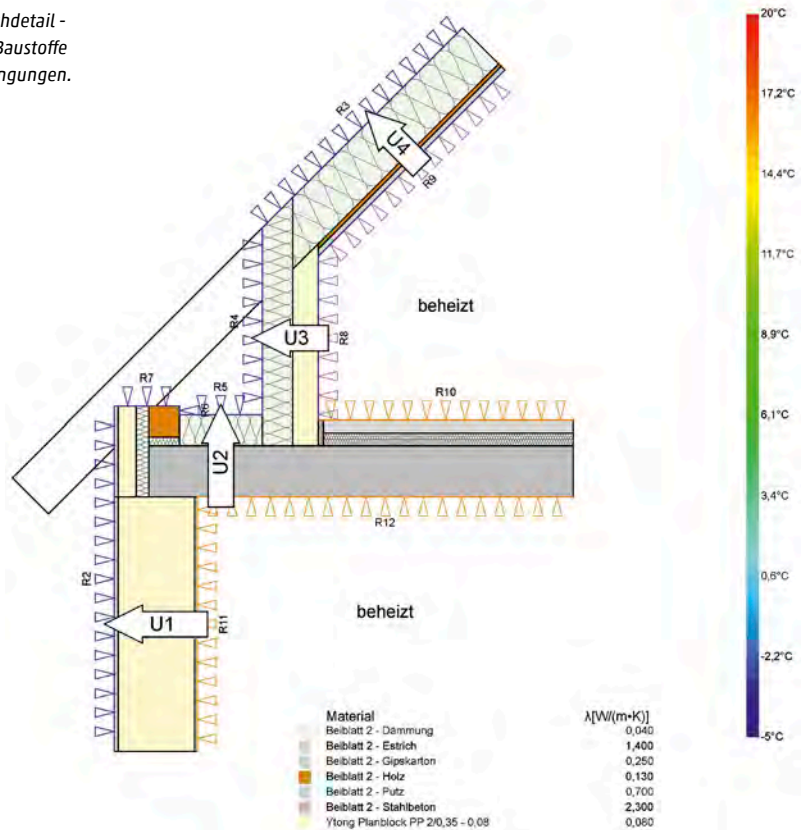 hdetail -
Baustoffe
ngungen.
20°C
17,2°C
14,4°C
11,7°C
8,9°C
6,1°C
3,4°C
0,6°C
-2,2°C
-5°C
R3
U4
R9
beheizt
R4
U3
R8
R7
R5
R6
R10
U2
R12
R2
U1
R11
beheizt
Material λ[W/(m•K)]
Beiblatt 2 - Dämmung 0,040
Beiblatt 2 - Estrich 1,400
Beiblatt 2 - Gipskarton 0,250
Beiblatt 2 - Holz 0,130
Beiblatt 2 - Putz 0,700
Beiblatt 2 - Stahlbeton 2,300
Ytong Planblock PP 2/0,35 - 0,08 0,080